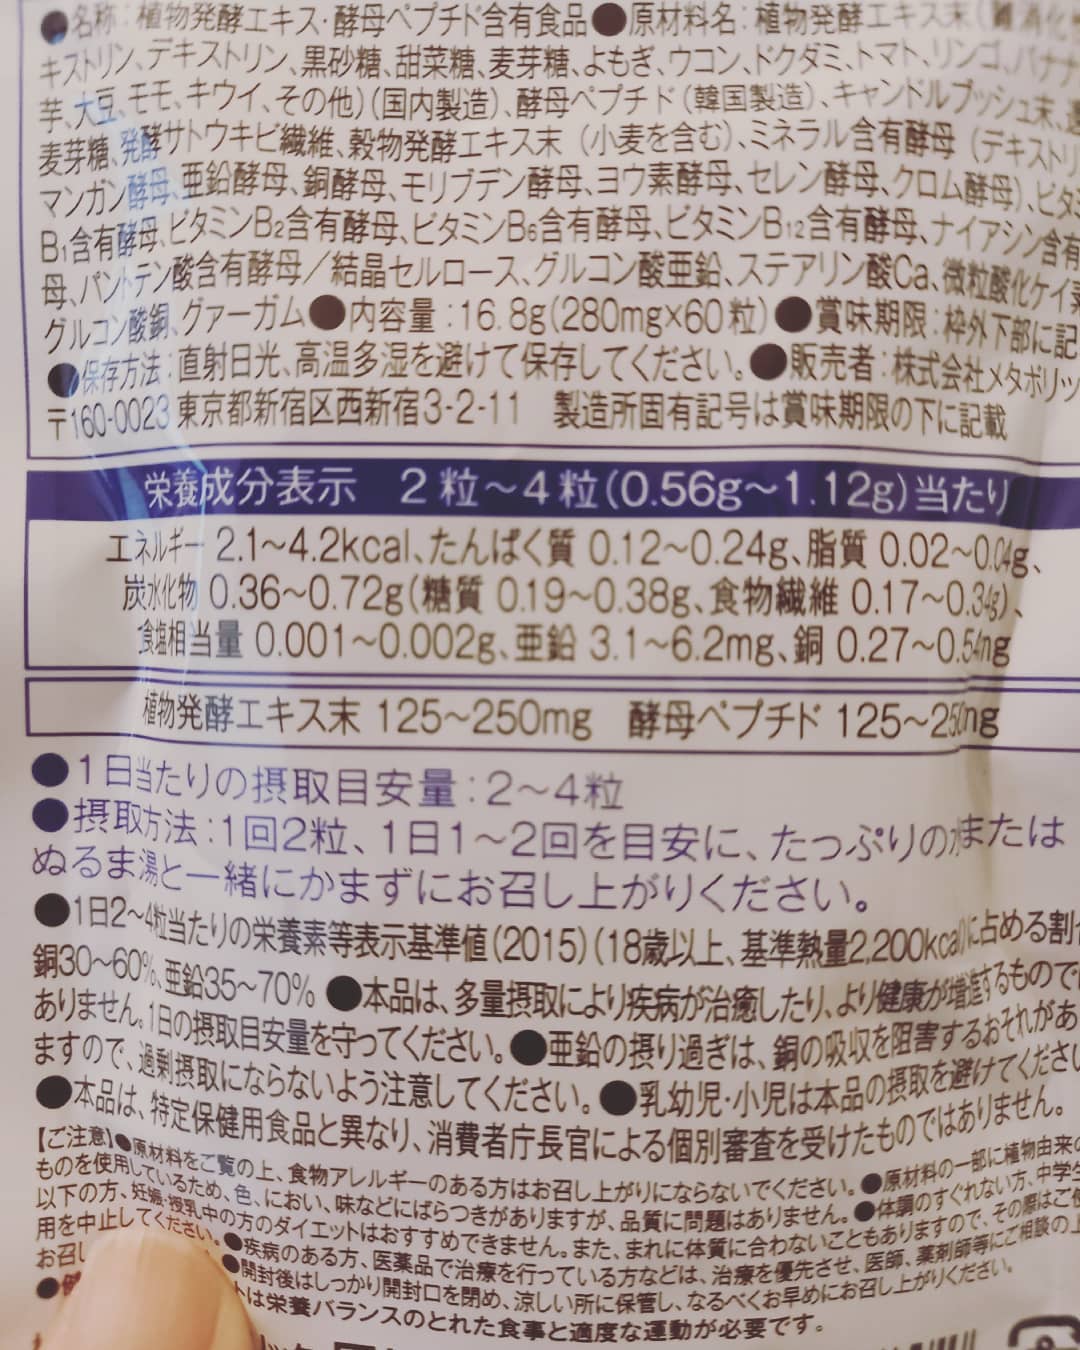 ●名称：植物発酵エキス・酵母ペプチド含有食品●原材料名：植物発酵エキス末（難消化性
キストリン、デキストリン、黒砂糖、甜菜糖、麦芽糖、よもぎ、ウコン、ドクダミ、トマト、リンゴ、バナナ
芋、大豆、モモ、キウイ、その他）（国内製造）、酵母ペプチド（韓国製造）、キャンドルブッシュ末、還
麦芽糖、発酵サトウキビ繊維、穀物発酵エキス末（小麦を含む）、ミネラル含有酵母（デキストリ
マンガン酵母、亜鉛酵母、銅酵母、モリブデン酵母、ヨウ素酵母、セレン酵母、クロム酵母）、ビタミ
B1含有酵母、ビタミンB2含有酵母、ビタミンB6含有酵母、ビタミンB12含有酵母、ナイアシン含有
母、パントテン酸含有酵母／結晶セルロース、グルコン酸亜鉛、ステアリン酸Ca、微粒酸化ケイ素
グルコン酸銅、グァーガム●内容量：16.8g（280mg×60粒）●賞味期限：枠外下部に記
●保存方法：直射日光、高温多湿を避けて保存してください。●販売者：株式会社メタボリッ
〒160-0023 東京都新宿区西新宿3-2-11 製造所固有記号は賞味期限の下に記載
栄養成分表示 2粒～4粒（0.56g～1.12g）当たり
エネルギー 2.1～4.2kcal、たんぱく質 0.12～0.24g、脂質 0.02～0.04g、
炭水化物 0.36～0.72g（糖質 0.19～0.38g、食物繊維 0.17～0.34g）、
食塩相当量 0.001～0.002g、亜鉛 3.1～6.2mg、銅 0.27～0.54mg
植物発酵エキス末 125～250mg 酵母ペプチド 125～250mg
●1日当たりの摂取目安量：2～4粒
●摂取方法：1回2粒、1日1～2回を目安に、たっぷりの水または
ぬるま湯と一緒にかまずにお召し上がりください。
●1日2～4粒当たりの栄養素等表示基準値（2015）（18歳以上、基準熱量2,200kcal）に占める割合
銅30～60%、亜鉛35～70% ●本品は、多量摂取により疾病が治癒したり、より健康が増進するもので
ありません。1日の摂取目安量を守ってください。●亜鉛の摂り過ぎは、銅の吸収を阻害するおそれがあ
ますので、過剰摂取にならないよう注意してください。●乳幼児・小児は本品の摂取を避けてください
●本品は、特定保健用食品と異なり、消費者庁長官による個別審査を受けたものではありません。
【ご注意】●原材料をご覧の上、食物アレルギーのある方はお召し上がりにならないでください。●原材料の一部に植物由来の
ものを使用しているため、色、におい、味などにばらつきがありますが、品質に問題はありません。●体調のすぐれない方、中学生
以下の方、妊娠・授乳中の方のダイエットはおすすめできません。また、まれに体質に合わないこともありますので、その際はご使
用を中止してください。●疾病のある方、医薬品で治療を行っている方などは、治療を優先させ、医師、薬剤師等にご相談の上
お召し ●開封後はしっかり開封口を閉め、涼しい所に保管し、なるべくお早めにお召し上がりください。
● は栄養バランスのとれた食事と適度な運動が必要です。